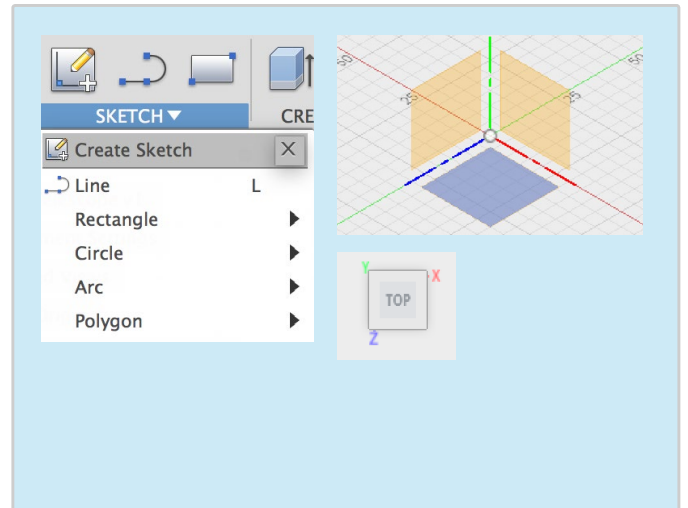 SKETCH▼
CRE
Create Sketch
Line L
Rectangle
Circle
Arc
Polygon
50
25
25
50
Y
X
TOP
Z